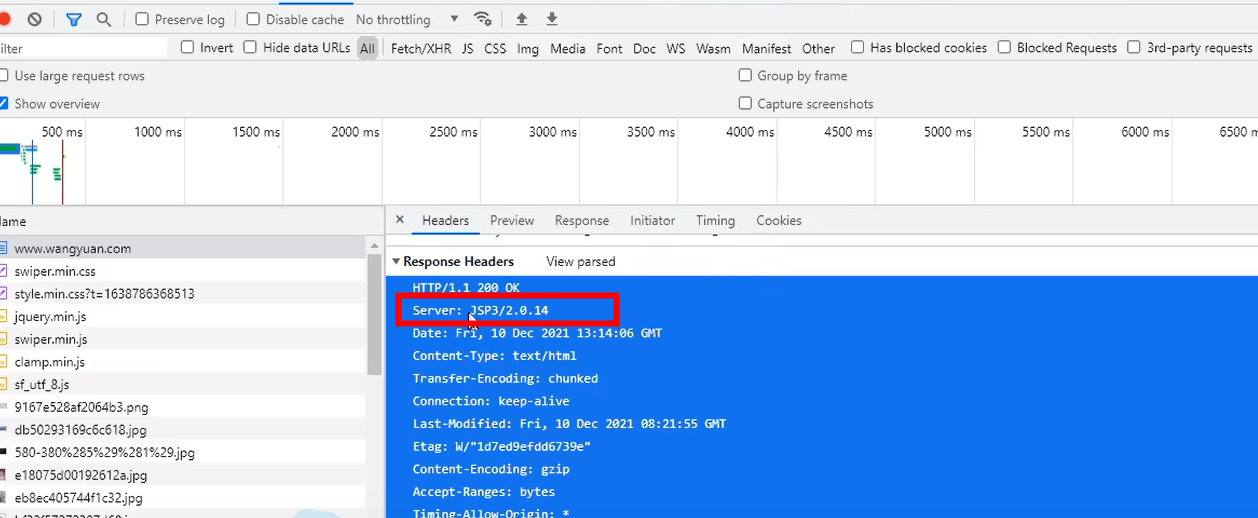 Preserve log Disable cache No throttling
ilter Invert Hide data URLs All Fetch/XHR JS CSS Img Media Font Doc WS Wasm Manifest Other Has blocked cookies Blocked Requests 3rd-party requests
Use large request rows Group by frame
Show overview Capture screenshots
500 ms 1000 ms 1500 ms 2000 ms 2500 ms 3000 ms 3500 ms 4000 ms 4500 ms 5000 ms 5500 ms 6000 ms 6500 m
lame × Headers Preview Response Initiator Timing Cookies
www.wangyuan.com
swiper.min.css
style.min.css?t=1638786368513
jquery.min.js
swiper.min.js
clamp.min.js
sf_utf_8.js
9167e528af2064b3.png
db50293169c6c618.jpg
580-380%285%29%281%29.jpg
e18075d00192612a.jpg
eb8ec405744f1c32.jpg
Response Headers View parsed
HTTP/1.1 200 OK
Server: JSP3/2.0.14
Date: Fri, 10 Dec 2021 13:14:06 GMT
Content-Type: text/html
Transfer-Encoding: chunked
Connection: keep-alive
Last-Modified: Fri, 10 Dec 2021 08:21:55 GMT
Etag: W/"1d7ed9efdd6739e"
Content-Encoding: gzip
Accept-Ranges: bytes
Timing-Allow-Origin: *